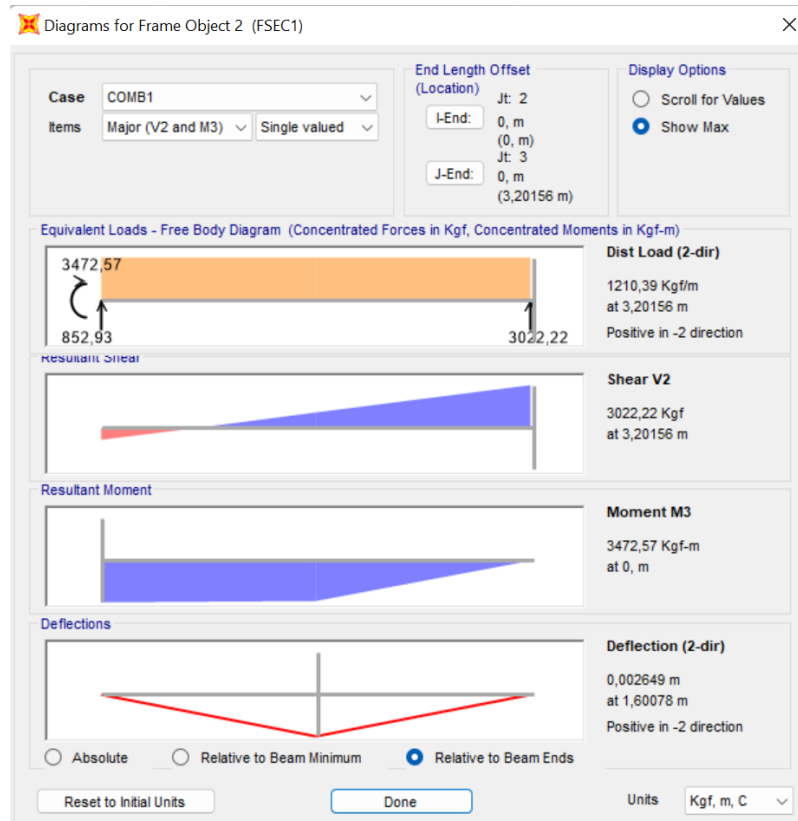 Diagrams for Frame Object 2 (FSEC1)
Case COMB1
Items Major (V2 and M3) Single valued
End Length Offset
(Location)
I-End:
Jt: 2
0, m
(0, m)
J-End:
Jt: 3
0, m
(3,20156 m)
Display Options
Scroll for Values
Show Max
Equivalent Loads - Free Body Diagram (Concentrated Forces in Kgf, Concentrated Moments in Kgf-m)
3472,57
852,93
3022,22
Dist Load (2-dir)
1210,39 Kgf/m
at 3,20156 m
Positive in -2 direction
Resultant Shear
Shear V2
3022,22 Kgf
at 3,20156 m
Resultant Moment
Moment M3
3472,57 Kgf-m
at 0, m
Deflections
Deflection (2-dir)
0,002649 m
at 1,60078 m
Positive in -2 direction
Absolute
Relative to Beam Minimum
Relative to Beam Ends
Reset to Initial Units
Done
Units Kgf, m, C